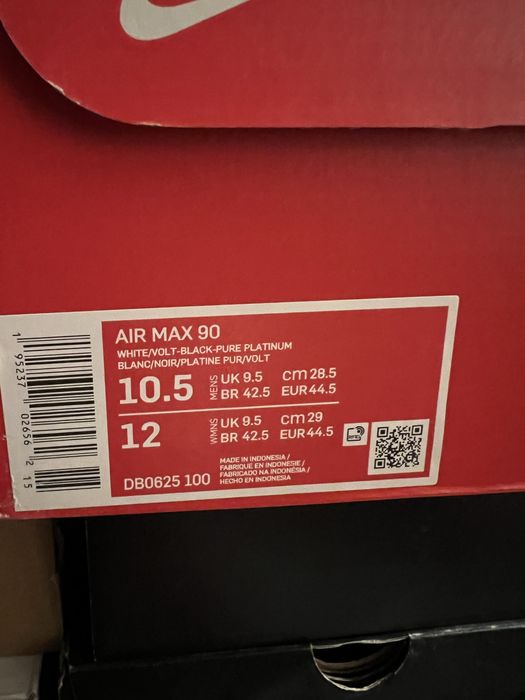 AIR MAX 90
WHITE/VOLT-BLACK-PURE PLATINUM
BLANC/NOIR/PLATINE PUR/VOLT
10.5 MENS UK 9.5 CM 28.5
BR 42.5 EUR 44.5
12 WMNS UK 9.5 CM 29
BR 42.5 EUR 44.5
DB0625 100
MADE IN INDONESIA/
FABRIQUE EN INDONESIE/
FABRICADO NA INDONÉSIA/
HECHO EN INDONESIA
1 95237 02656 2 15